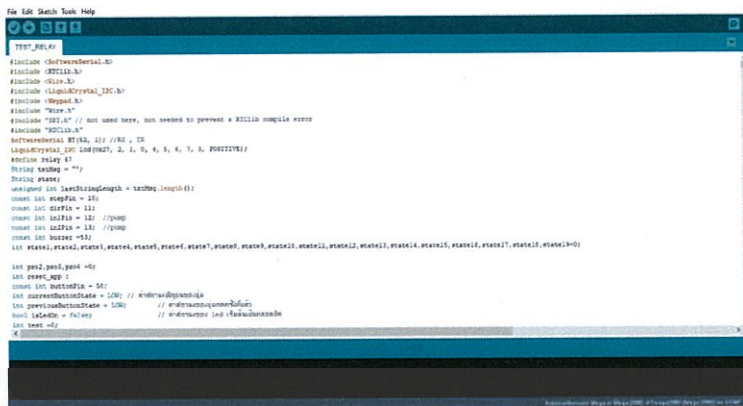 File Edit Sketch Tools Help
TEST_RELAY
#include <SoftwareSerial.h>
#include <RTClib.h>
#include <Wire.h>
#include <LiquidCrystal_I2C.h>
#include <Keypad.h>
#include "Wire.h"
#include "SPI.h" // not used here, but needed to prevent a RTClib compile error
#include "RTClib.h"
SoftwareSerial BT(52, 1); //RX , TX
LiquidCrystal_I2C lcd(0x27, 2, 1, 0, 4, 5, 6, 7, 3, POSITIVE);
#define relay 47
String txtMsg = "";
String state;
unsigned int lastStringLength = txtMsg.length();
const int stepPin = 10;
const int dirPin = 11;
const int in1Pin = 12; //pump
const int in2Pin = 13; //pump
const int buzzer =53;
int state1,state2,state3,state4,state5,state6,state7,state8,state9,state10,state11,state12,state13,state14,state15,state16,state17,state18,state19=0;
int pos2,pos3,pos4 =0;
int reset_app ;
const int buttonPin = 50;
int currentButtonState = LOW; //
int previousButtonState = LOW; //
bool isLedOn = false; // led
int test =0;